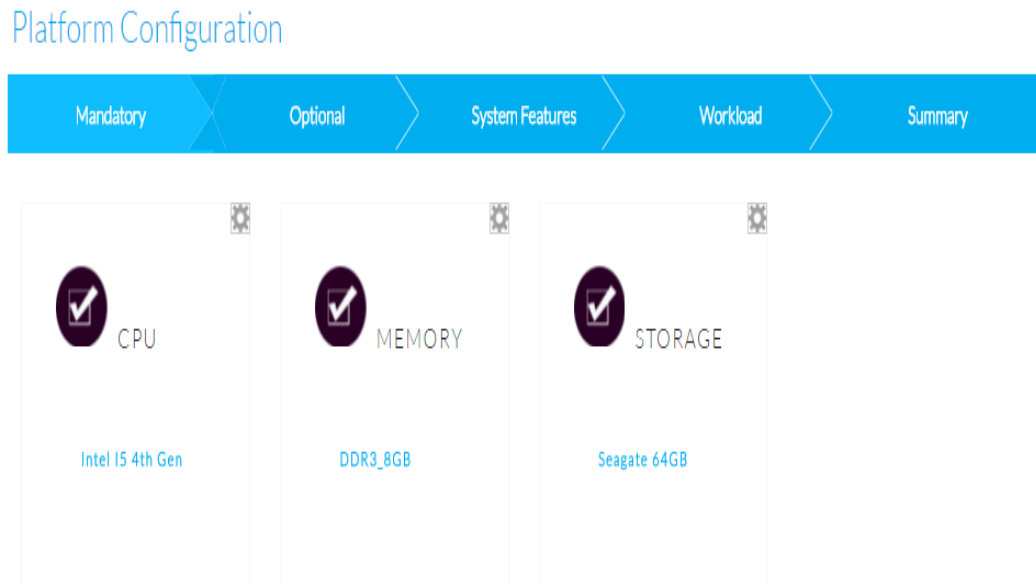 Platform Configuration
Mandatory Optional System Features Workload Summary
CPU MEMORY STORAGE
Intel I5 4th Gen DDR3_8GB Seagate 64GB